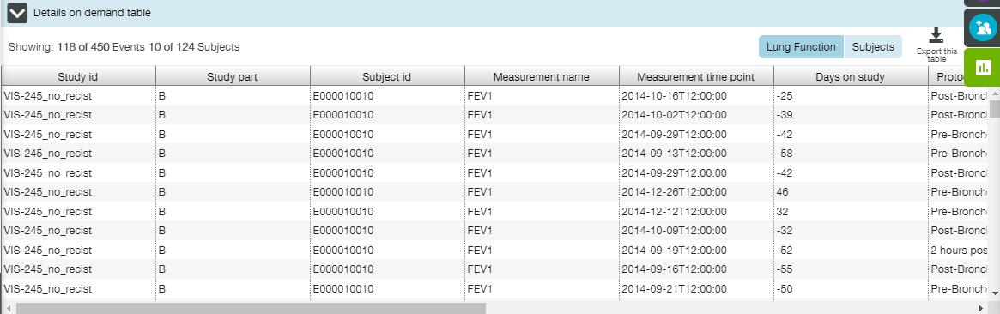 Details on demand table
Showing: 118 of 450 Events 10 of 124 Subjects
Lung Function Subjects
Export this
table
Study id Study part Subject id Measurement name Measurement time point Days on study Protoc
VIS-245_no_recist B E000010010 FEV1 2014-10-16T12:00:00 -25 Post-Bronc
VIS-245_no_recist B E000010010 FEV1 2014-10-02T12:00:00 -39 Post-Bronc
VIS-245_no_recist B E000010010 FEV1 2014-09-29T12:00:00 -42 Pre-Bronch
VIS-245_no_recist B E000010010 FEV1 2014-09-13T12:00:00 -58 Pre-Bronch
VIS-245_no_recist B E000010010 FEV1 2014-09-29T12:00:00 -42 Post-Bronc
VIS-245_no_recist B E000010010 FEV1 2014-12-26T12:00:00 46 Pre-Bronch
VIS-245_no_recist B E000010010 FEV1 2014-12-12T12:00:00 32 Pre-Bronch
VIS-245_no_recist B E000010010 FEV1 2014-10-09T12:00:00 -32 Post-Bronc
VIS-245_no_recist B E000010010 FEV1 2014-09-19T12:00:00 -52 2 hours pos
VIS-245_no_recist B E000010010 FEV1 2014-09-16T12:00:00 -55 Post-Bronc
VIS-245_no_recist B E000010010 FEV1 2014-09-21T12:00:00 -50 Pre-Bronch